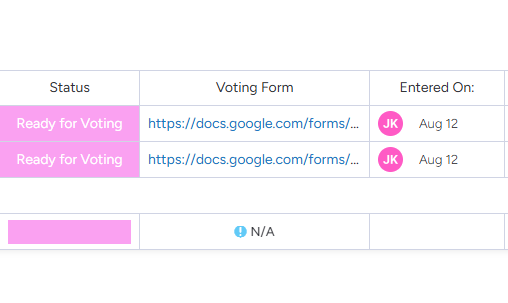 Status Voting Form Entered On:
Ready for Voting https://docs.google.com/forms/... JK Aug 12
Ready for Voting https://docs.google.com/forms/... JK Aug 12
! N/A